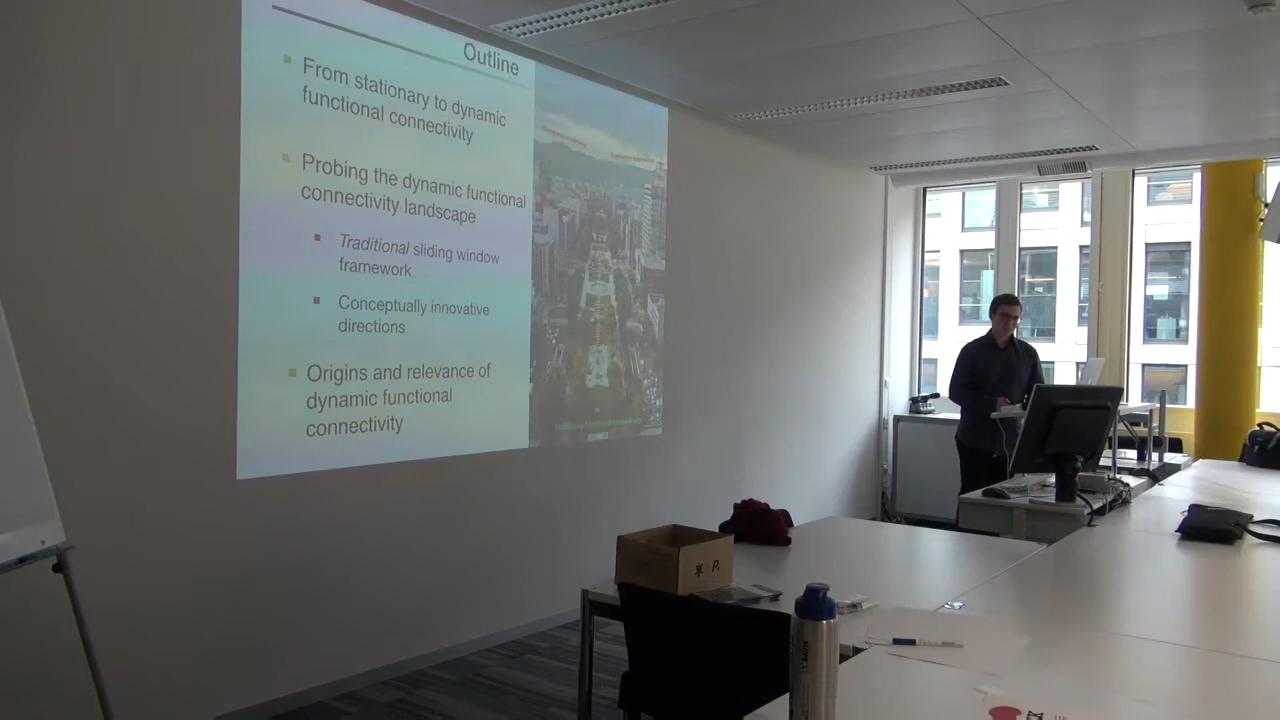 Outline
From stationary to dynamic
functional connectivity
Probing the dynamic functional
connectivity landscape
Traditional sliding window
framework
Conceptually innovative
directions
Origins and relevance of
dynamic functional
connectivity
P.